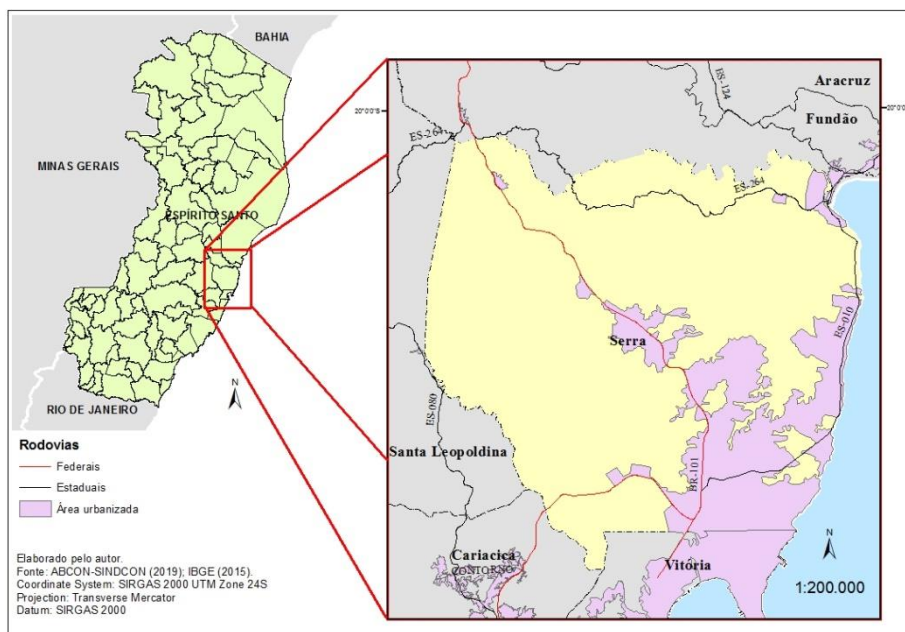 BAHIA
MINAS GERAIS
ESPÍRITO SANTO
RIO DE JANEIRO
N
Rodovias
Federais
Estaduais
Área urbanizada
Elaborado pelo autor.
Fonte: ABCON-SINDCON (2019); IBGE (2015).
Coordinate System: SIRGAS 2000 UTM Zone 24S
Projection: Transverse Mercator
Datum: SIRGAS 2000
20°0'0"S
20°0'0"S
ES-124
Aracruz
Fundão
ES-261
ES-264
ES-010
Serra
ES-080
Santa Leopoldina
BR-101
Cariacica
CONTORNO
Vitória
N
1:200.000